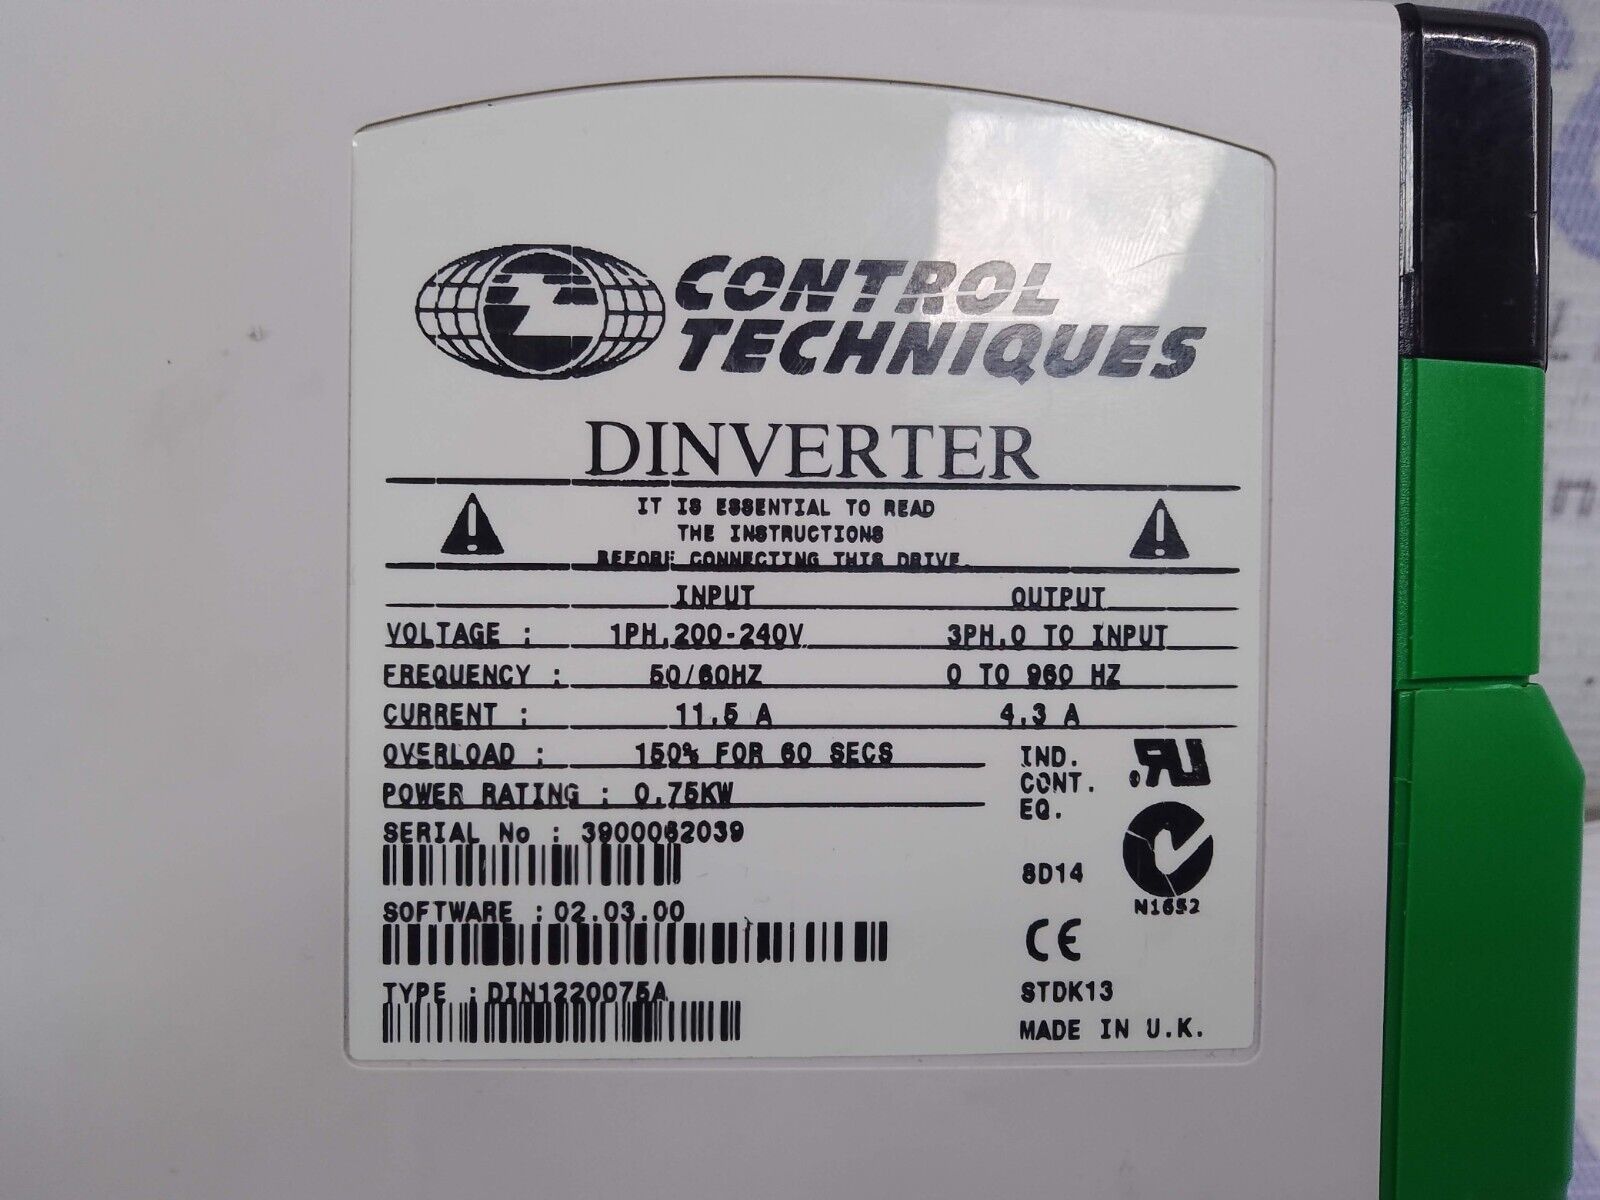 CONTROL
TECHNIQUES
DINVERTER
IT IS ESSENTIAL TO READ
THE INSTRUCTIONS
BEFORE CONNECTING THIS DRIVE.
INPUT OUTPUT
VOLTAGE : 1PH,200-240V 3PH,0 TO INPUT
FREQUENCY : 50/60HZ 0 TO 960 HZ
CURRENT : 11.5 A 4.3 A
OVERLOAD : 150% FOR 60 SECS
POWER RATING : 0.75KW
IND.
CONT.
EQ.
SERIAL No : 3900062039
8D14
N1652
SOFTWARE : 02.03.00
CE
TYPE : DIN1220075A
STDK13
MADE IN U.K.